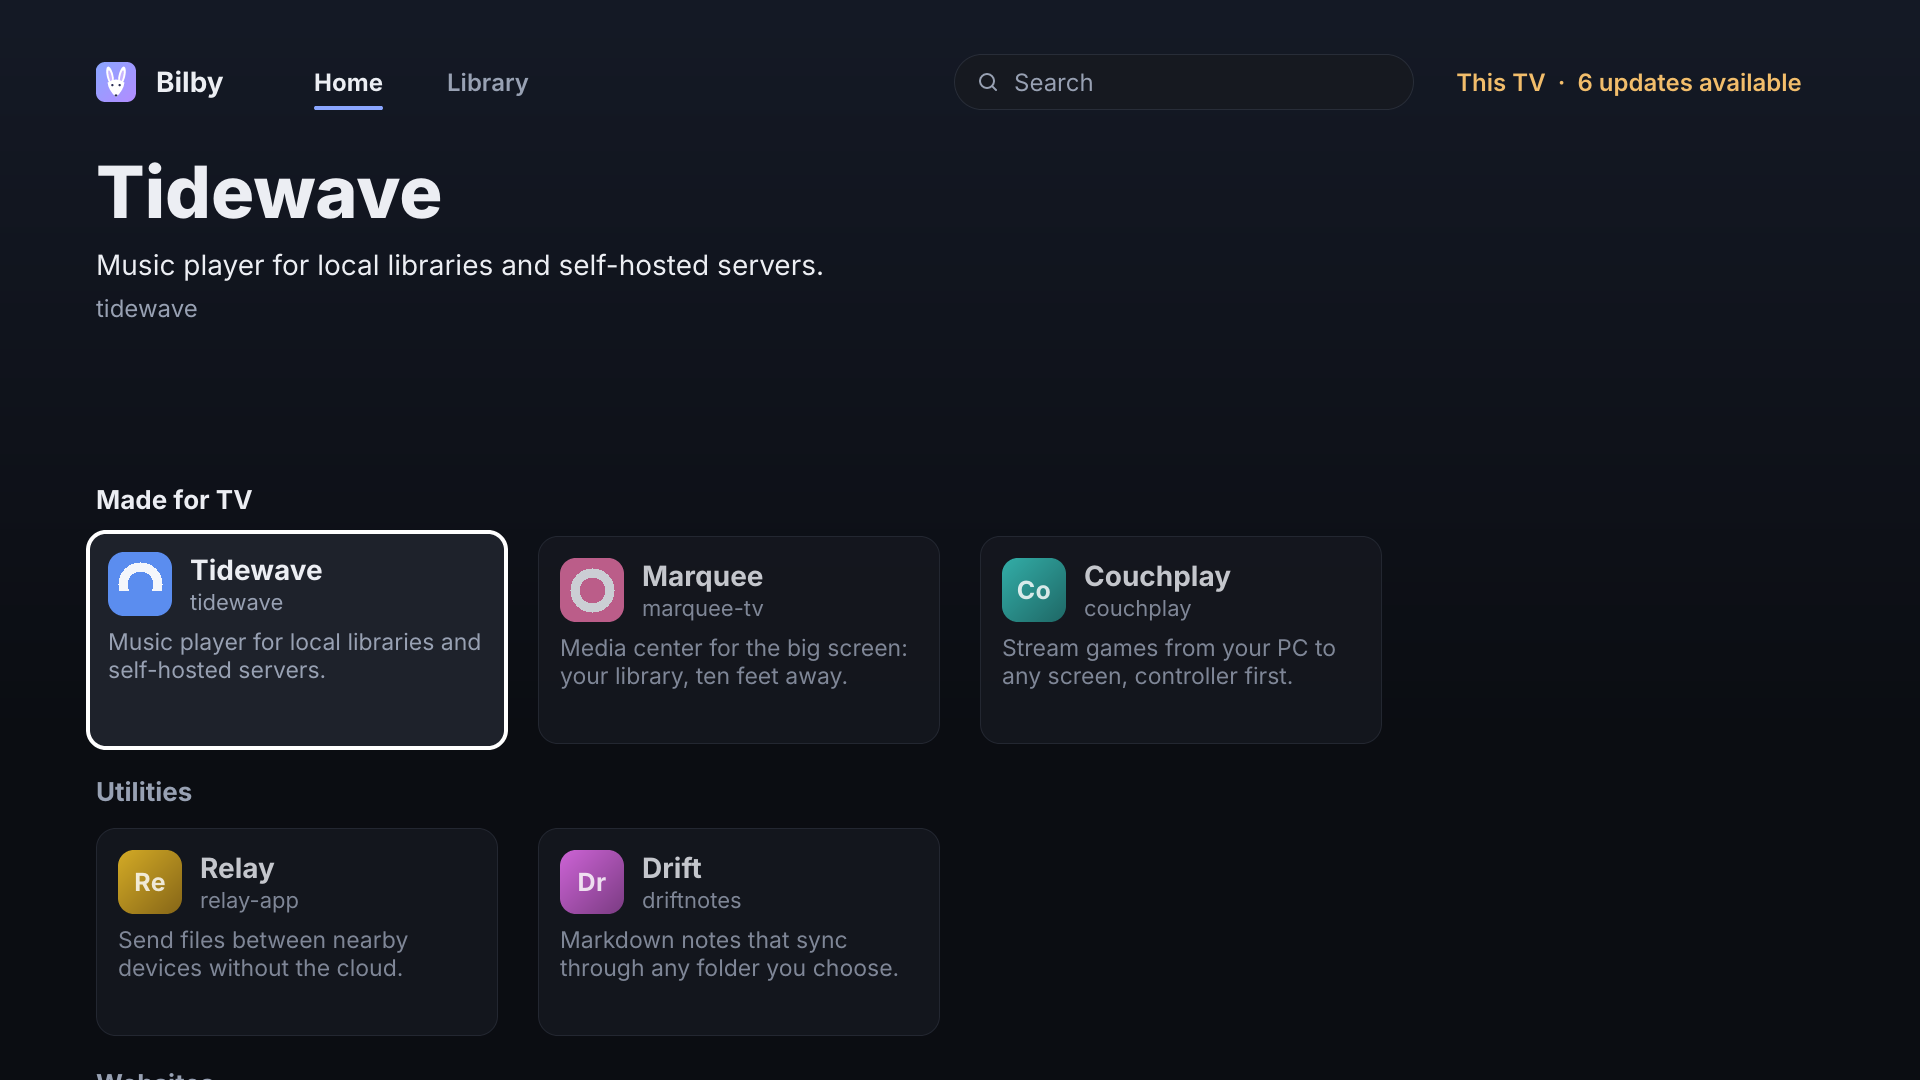 Bilby
Home
Library
Search
This TV · 6 updates available
Tidewave
Music player for local libraries and self-hosted servers.
tidewave
Made for TV
Tidewave
tidewave
Music player for local libraries and
self-hosted servers.
Marquee
marquee-tv
Media center for the big screen:
your library, ten feet away.
Co
Couchplay
couchplay
Stream games from your PC to
any screen, controller first.
Utilities
Re
Relay
relay-app
Send files between nearby
devices without the cloud.
Dr
Drift
driftnotes
Markdown notes that sync
through any folder you choose.
Websites